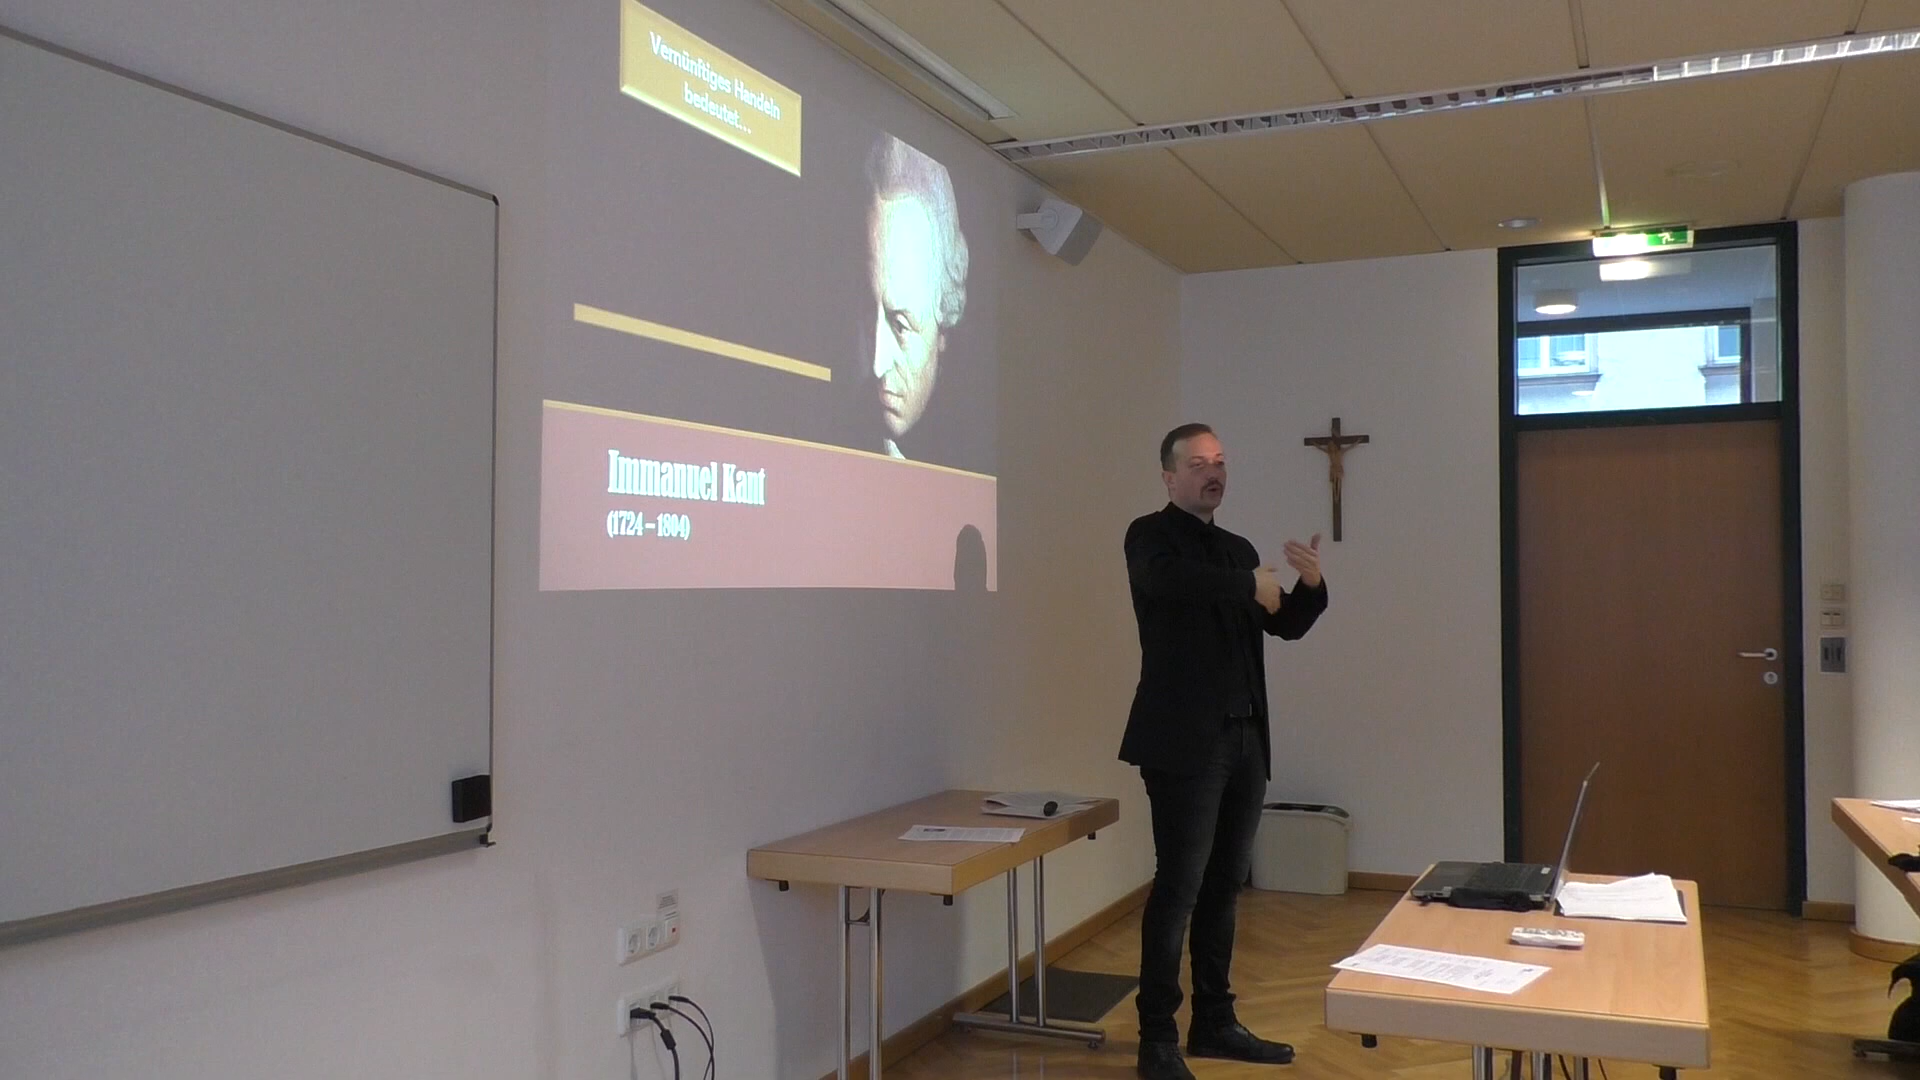 Vernünftiges Handeln
bedeutet...
Immanuel Kant
(1724 – 1804)